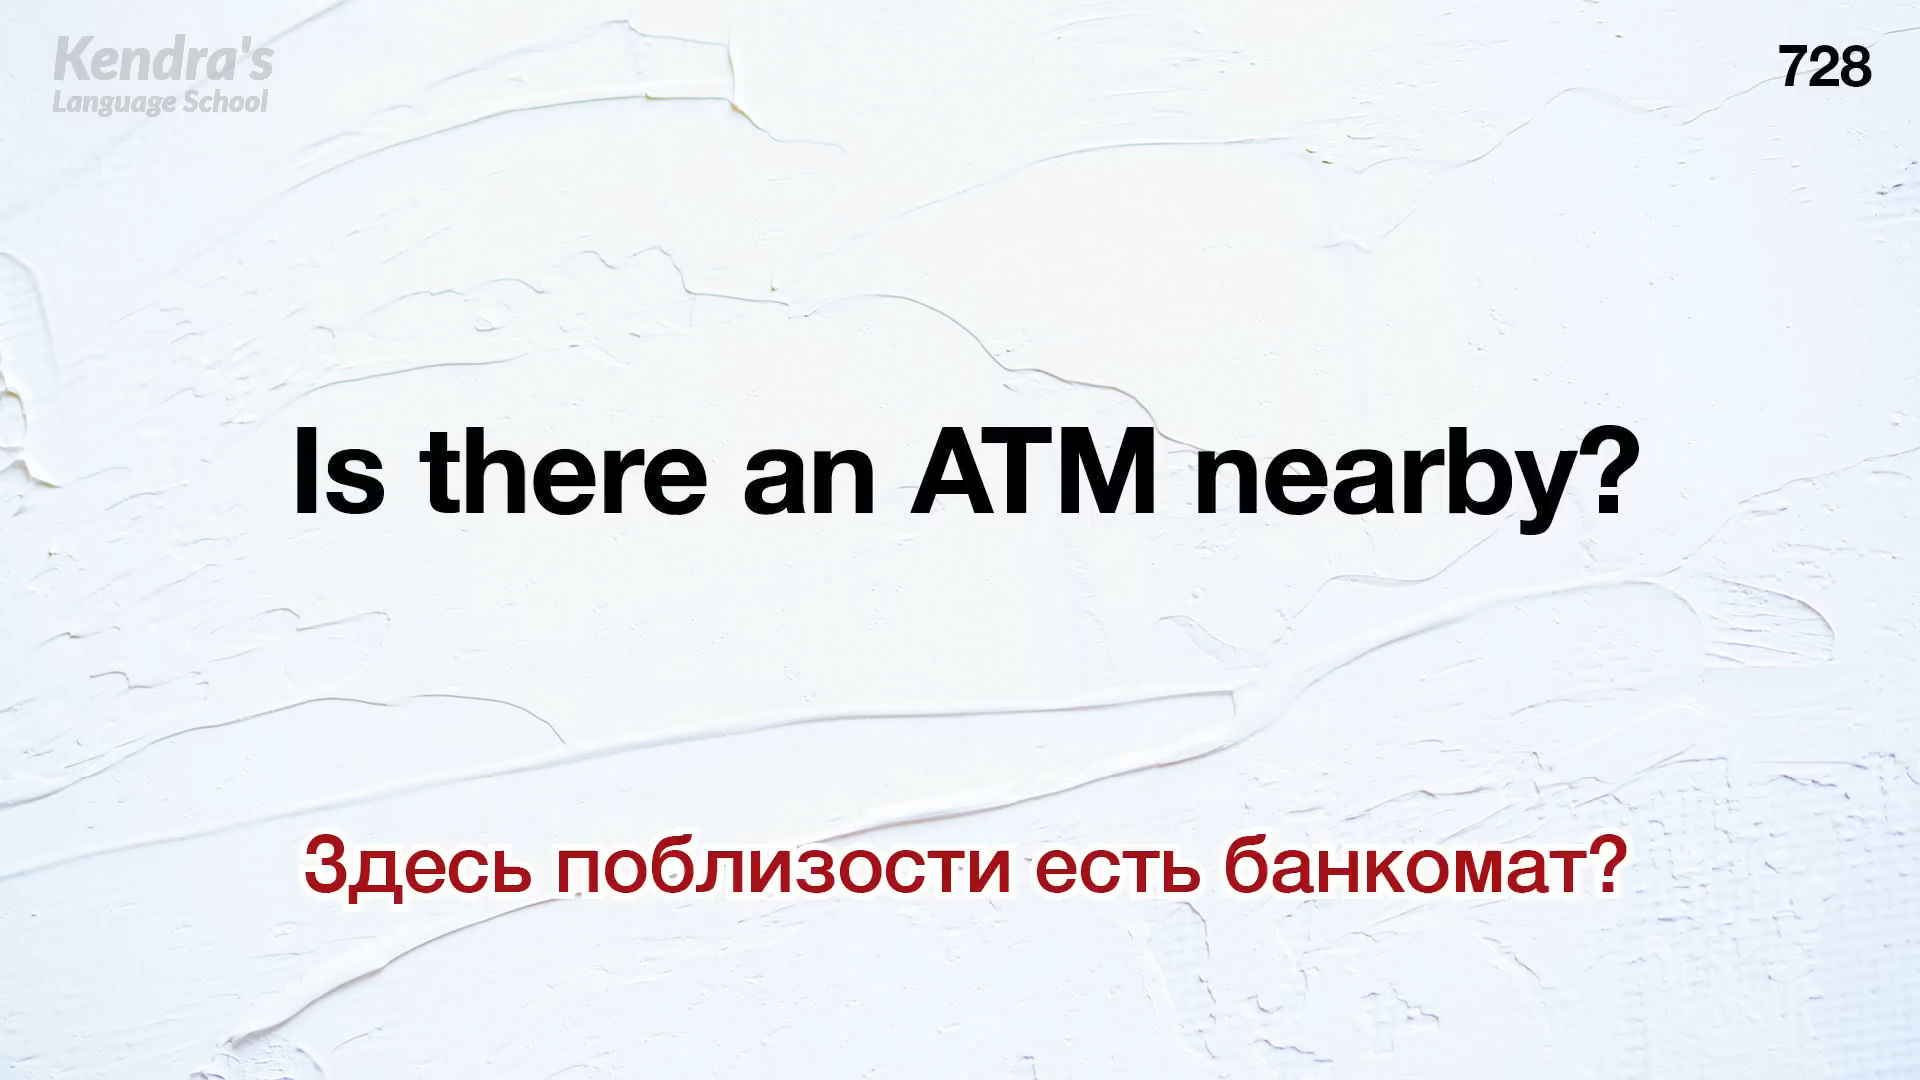 Kendra's
Language School
728
Is there an ATM nearby?
Здесь поблизости есть банкомат?